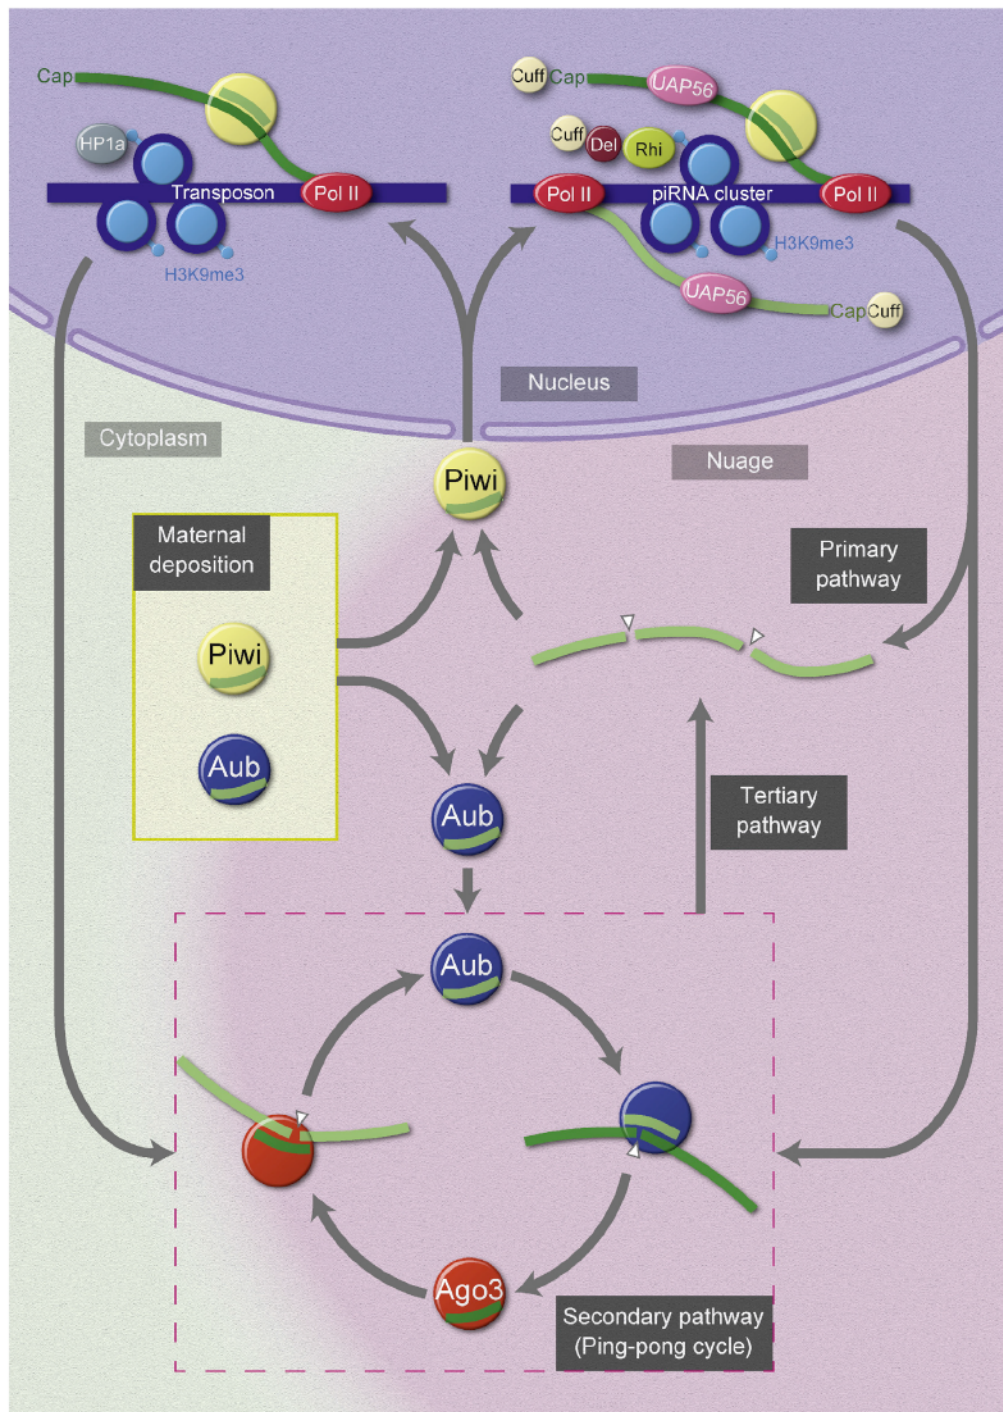 Cap
HP1a
Transposon
Pol II
H3K9me3
Cuff
Cap
UAP56
Cuff
Del
Rhi
Pol II
piRNA cluster
Pol II
H3K9me3
UAP56
Cap
Cuff
Nucleus
Cytoplasm
Nuage
Piwi
Maternal
deposition
Piwi
Aub
Primary
pathway
Aub
Tertiary
pathway
Aub
Ago3
Secondary pathway
(Ping-pong cycle)